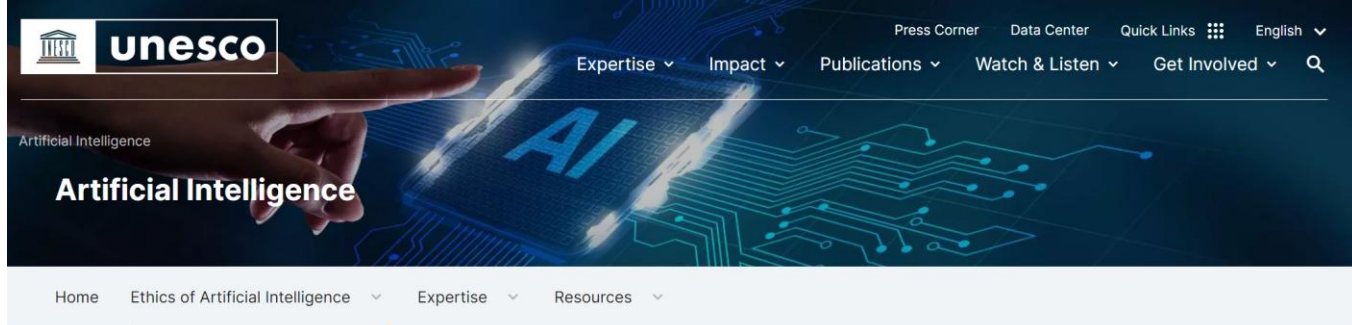 Press Corner Data Center Quick Links English
unesco
Expertise Impact Publications Watch & Listen Get Involved
Artificial Intelligence
AI
Artificial Intelligence
Home Ethics of Artificial Intelligence Expertise Resources